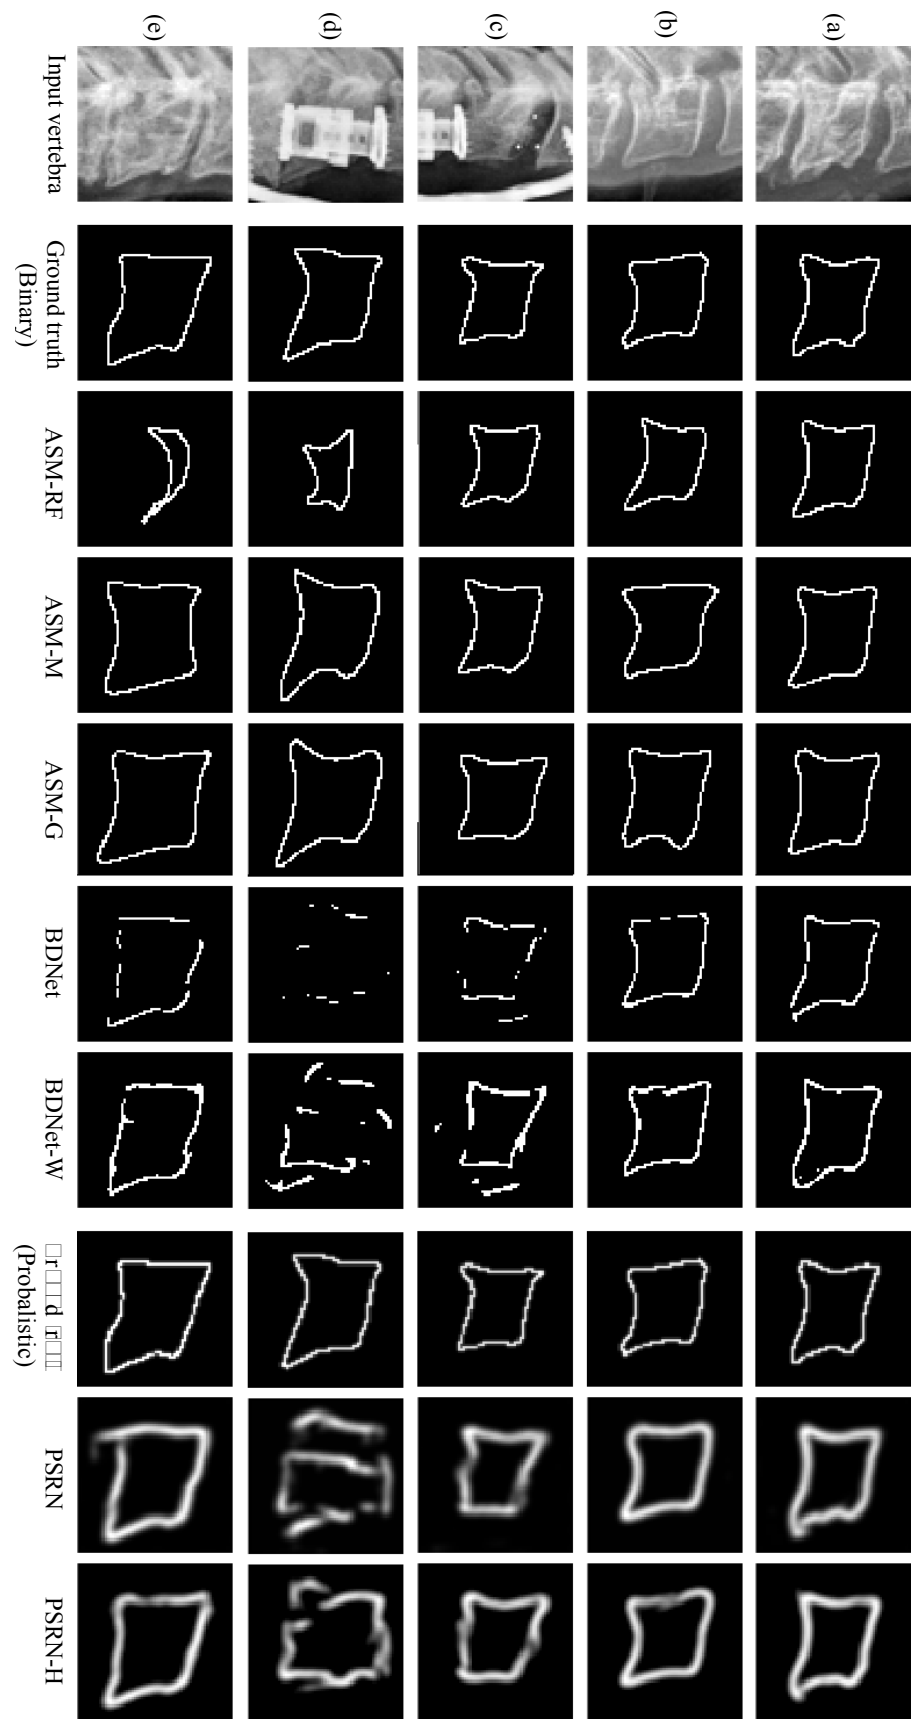 (a)
(b)
(c)
(d)
(e)
Input vertebra
Ground truth
(Binary)
ASM-RF
ASM-M
ASM-G
BDNet
BDNet-W
(Probalistic)
PSRN
PSRN-H